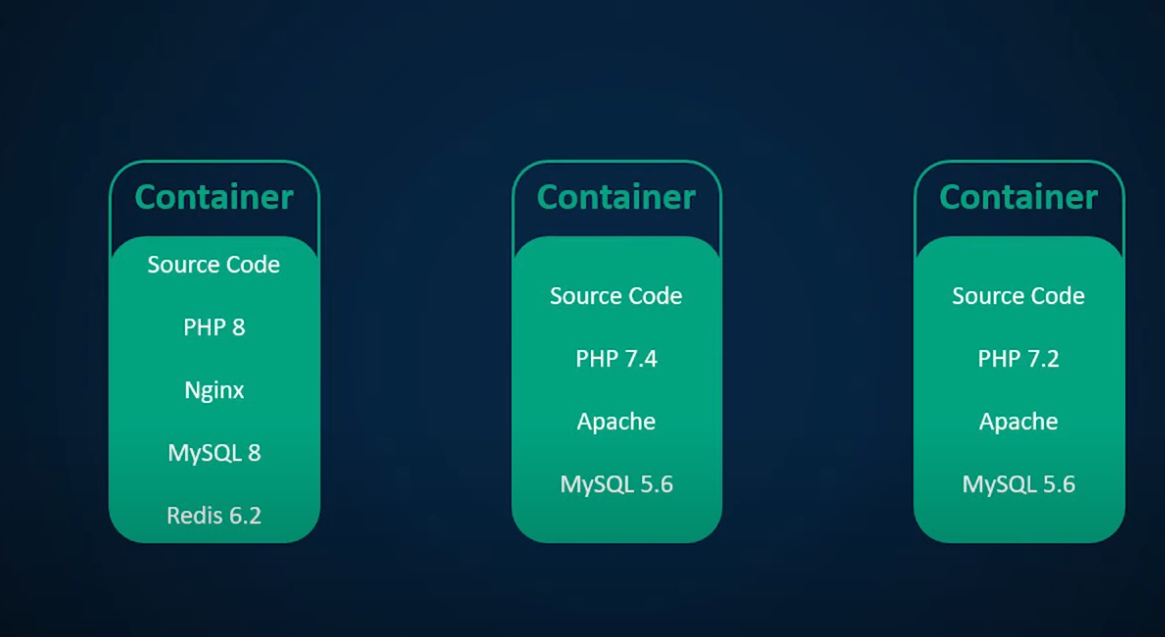 Container
Source Code
PHP 8
Nginx
MySQL 8
Redis 6.2
Container
Source Code
PHP 7.4
Apache
MySQL 5.6
Container
Source Code
PHP 7.2
Apache
MySQL 5.6